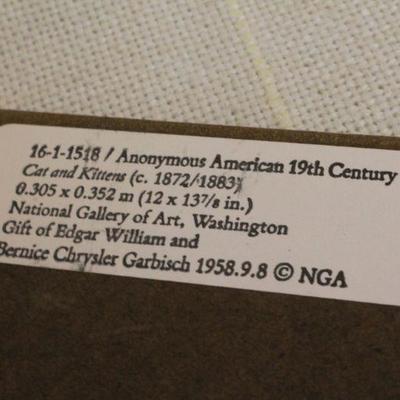 16-1-1518 / Anonymous American 19th Century
Cat and Kittens (c. 1872/1883)
0.305 x 0.352 m (12 x 137/8 in.)
National Gallery of Art, Washington
Gift of Edgar William and
Bernice Chrysler Garbisch 1958.9.8 © NGA